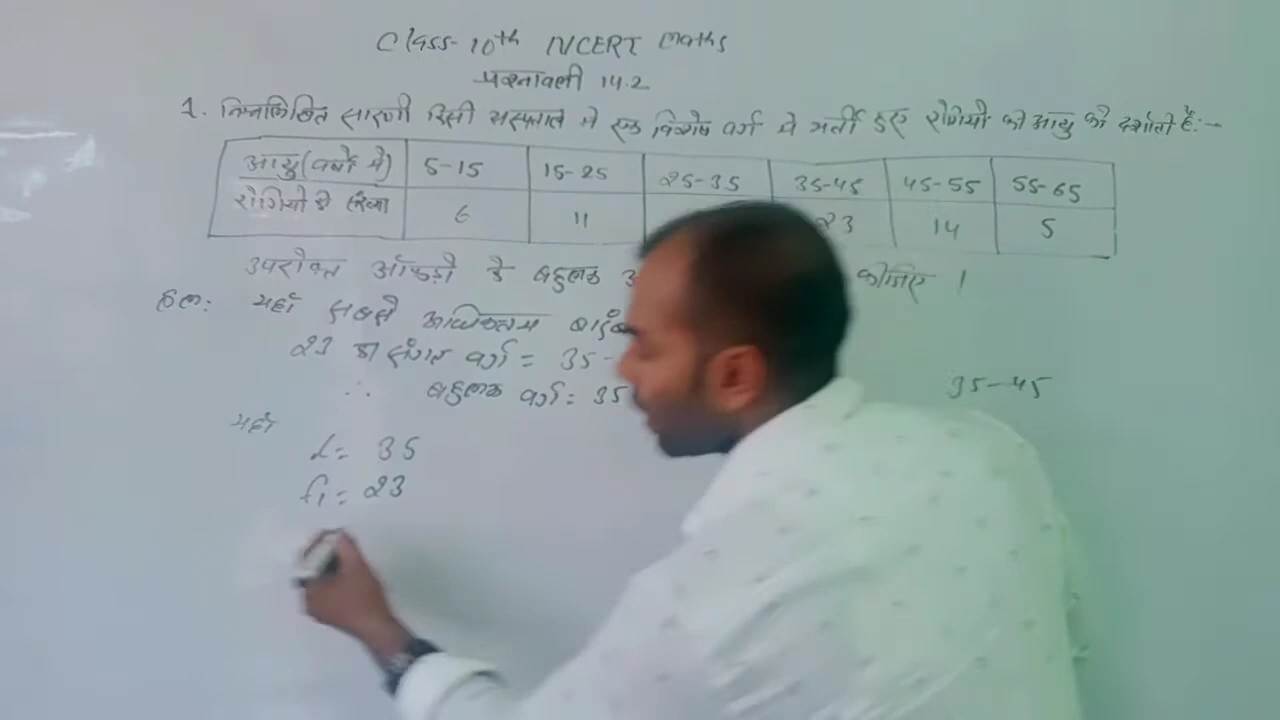 Class-10th NCERT Maths
प्रश्नावली 14.2
1. निम्नलिखित सारणी किसी अस्पताल में एक विशेष वर्ग में भर्ती हुए रोगियों की आयु को दर्शाती है:-
आयु(वर्षों में) 5-15 15-25 25-35 35-45 45-55 55-65
रोगियों की संख्या 6 11 23 14 5
उपरोक्त आँकड़ों के बहुलक कीजिए ।
हल: यहाँ सबसे अधिकतम
23 का संगत वर्ग = 35-
∴ बहुलक वर्ग = 35 35-45
यहाँ
l = 35
f1 = 23